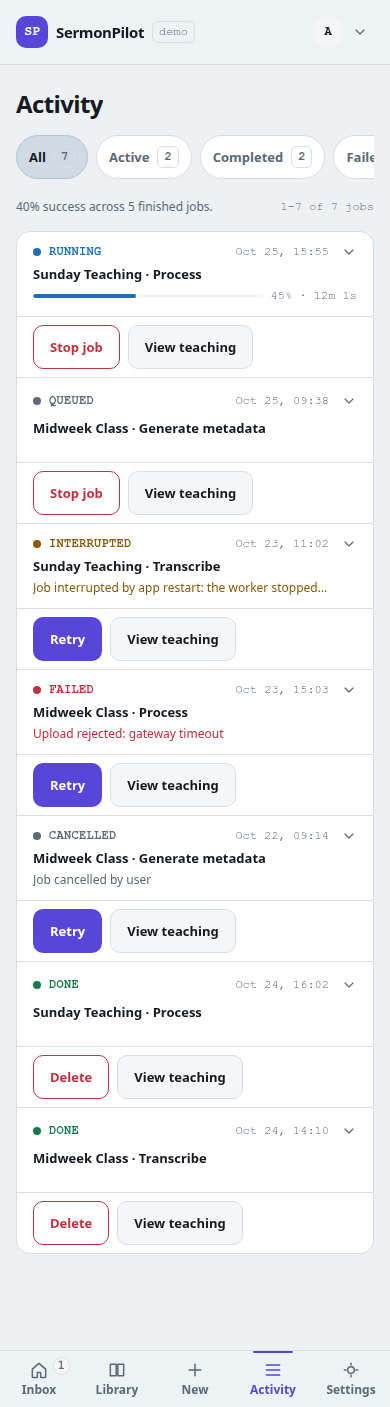 SP SermonPilot demo A
Activity
All 7 Active 2 Completed 2 Faile
40% success across 5 finished jobs. 1-7 of 7 jobs
RUNNING Oct 25, 15:55
Sunday Teaching · Process
45% · 12m 1s
Stop job View teaching
QUEUED Oct 25, 09:38
Midweek Class · Generate metadata
Stop job View teaching
INTERRUPTED Oct 23, 11:02
Sunday Teaching · Transcribe
Job interrupted by app restart: the worker stopped...
Retry View teaching
FAILED Oct 23, 15:03
Midweek Class · Process
Upload rejected: gateway timeout
Retry View teaching
CANCELLED Oct 22, 09:14
Midweek Class · Generate metadata
Job cancelled by user
Retry View teaching
DONE Oct 24, 16:02
Sunday Teaching · Process
Delete View teaching
DONE Oct 24, 14:10
Midweek Class · Transcribe
Delete View teaching
1
Inbox Library New Activity Settings